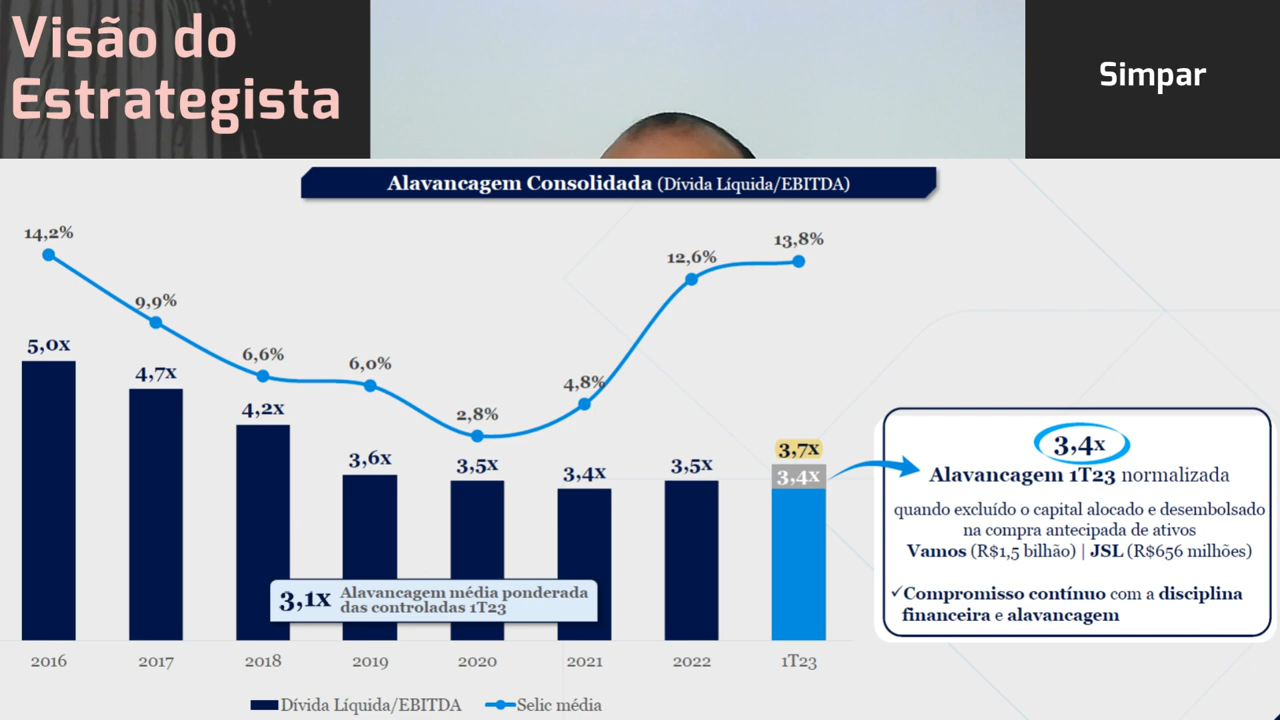 Visão do
Estrategista
Simpar
Alavancagem Consolidada (Dívida Líquida/EBITDA)
14,2%
9,9%
6,6%
6,0%
2,8%
4,8%
12,6%
13,8%
5,0x
4,7x
4,2x
3,6x
3,5x
3,4x
3,5x
3,7x
3,4x
3,1x
Alavancagem média ponderada
das controladas 1T23
2016
2017
2018
2019
2020
2021
2022
1T23
Dívida Líquida/EBITDA
Selic média
3,4x
Alavancagem 1T23 normalizada
quando excluído o capital alocado e desembolsado
na compra antecipada de ativos
Vamos (R$1,5 bilhão) | JSL (R$656 milhões)
✓Compromisso contínuo com a disciplina
financeira e alavancagem